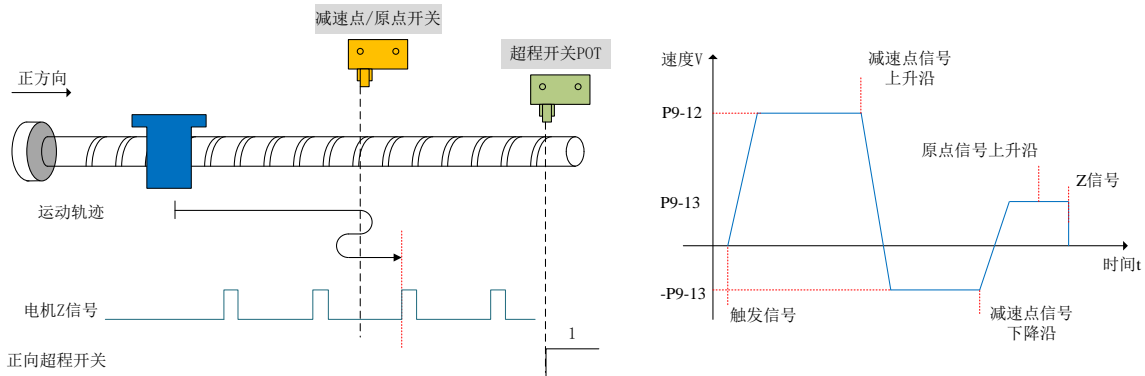 减速点/原点开关
超程开关POT
正方向
运动轨迹
电机Z信号
正向超程开关
1
速度V
减速点信号
上升沿
P9-12
原点信号上升沿
Z信号
P9-13
时间t
-P9-13
触发信号
减速点信号
下降沿